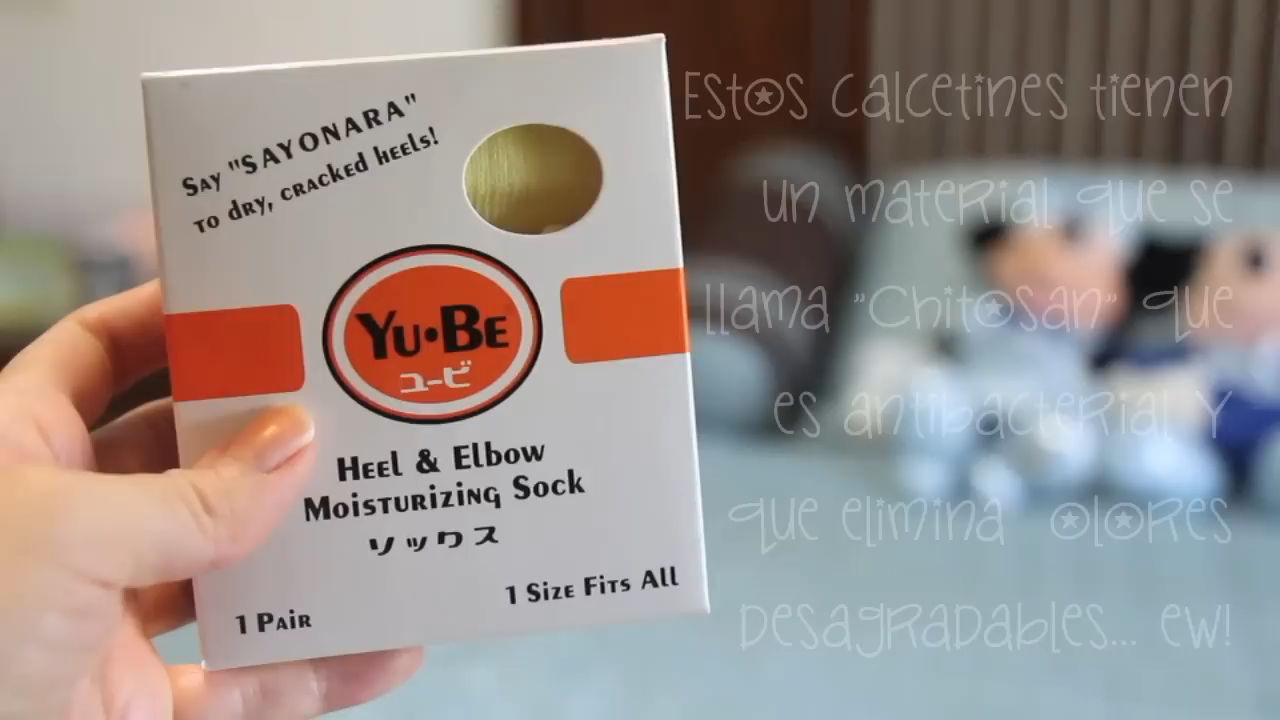 Say "SAYONARA"
to dry, cracked heels!
Yu•Be
ユービ
Heel & Elbow
Moisturizing Sock
ソックス
1 Pair
1 Size Fits All
Estos calcetines tienen
un material que se
llama "Chitosan" que
es antibacterial y
que elimina olores
desagradables... ew!